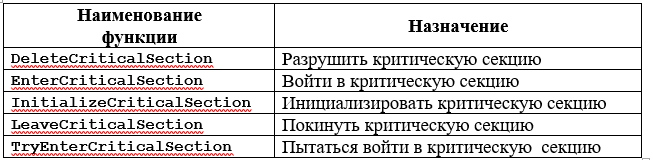 Наименование Назначение
функции
DeleteCriticalSection Разрушить критическую секцию
EnterCriticalSection Войти в критическую секцию
InitializeCriticalSection Инициализировать критическую секцию
LeaveCriticalSection Покинуть критическую секцию
TryEnterCriticalSection Пытаться войти в критическую секцию